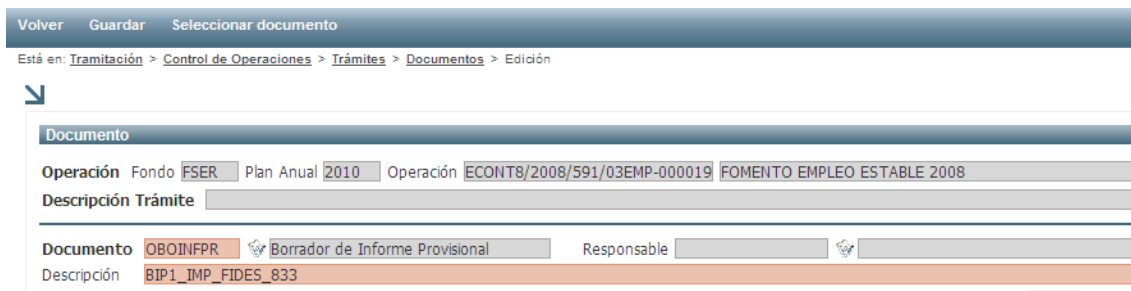 Volver Guardar Seleccionar documento
Está en: Tramitación > Control de Operaciones > Trámites > Documentos > Edición
Documento
Operación Fondo FSER Plan Anual 2010 Operación ECONT8/2008/591/03EMP-000019 FOMENTO EMPLEO ESTABLE 2008
Descripción Trámite
Documento OBOINFPR Borrador de Informe Provisional Responsable
Descripción BIP1_IMP_FIDES_833